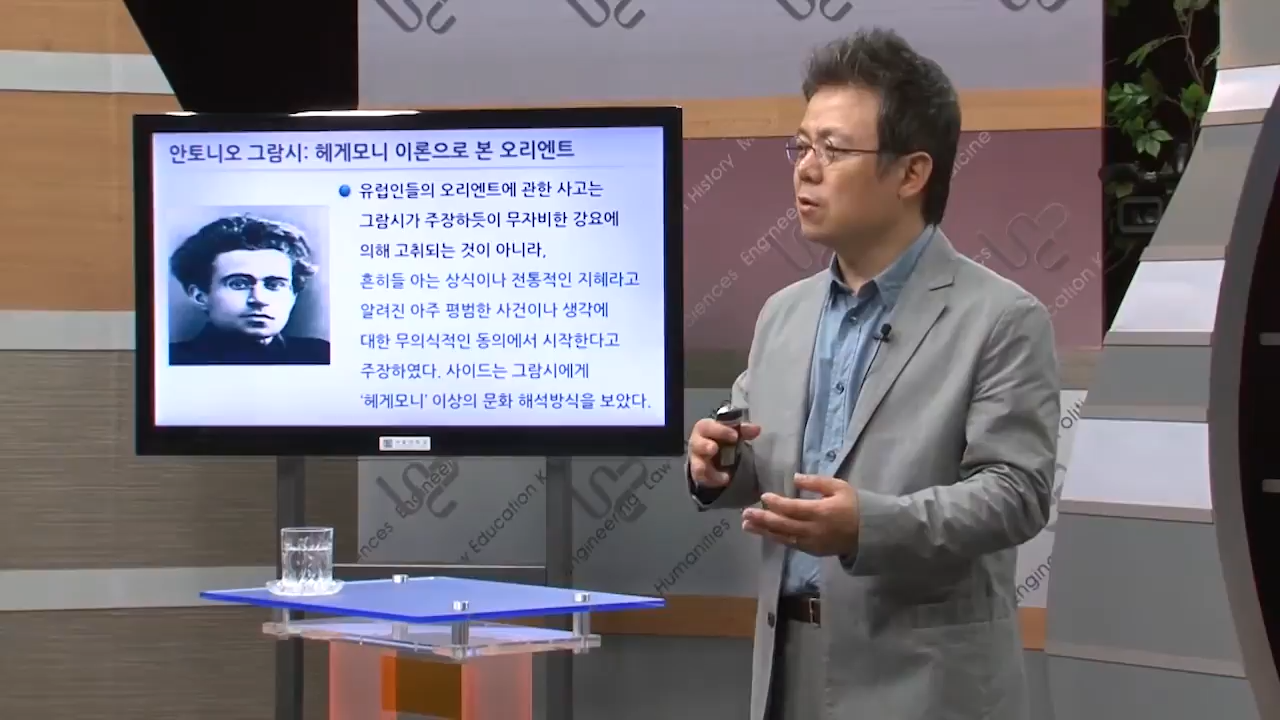 안토니오 그람시: 헤게모니 이론으로 본 오리엔트
유럽인들의 오리엔트에 관한 사고는
그람시가 주장하듯이 무자비한 강요에
의해 고취되는 것이 아니라,
흔히들 아는 상식이나 전통적인 지혜라고
알려진 아주 평범한 사건이나 생각에
대한 무의식적인 동의에서 시작한다고
주장하였다. 사이드는 그람시에게
‘헤게모니’ 이상의 문화 해석방식을 보았다.
History
Sciences Engineering
Education K
Law
Engineering Law
Education K
Humanities